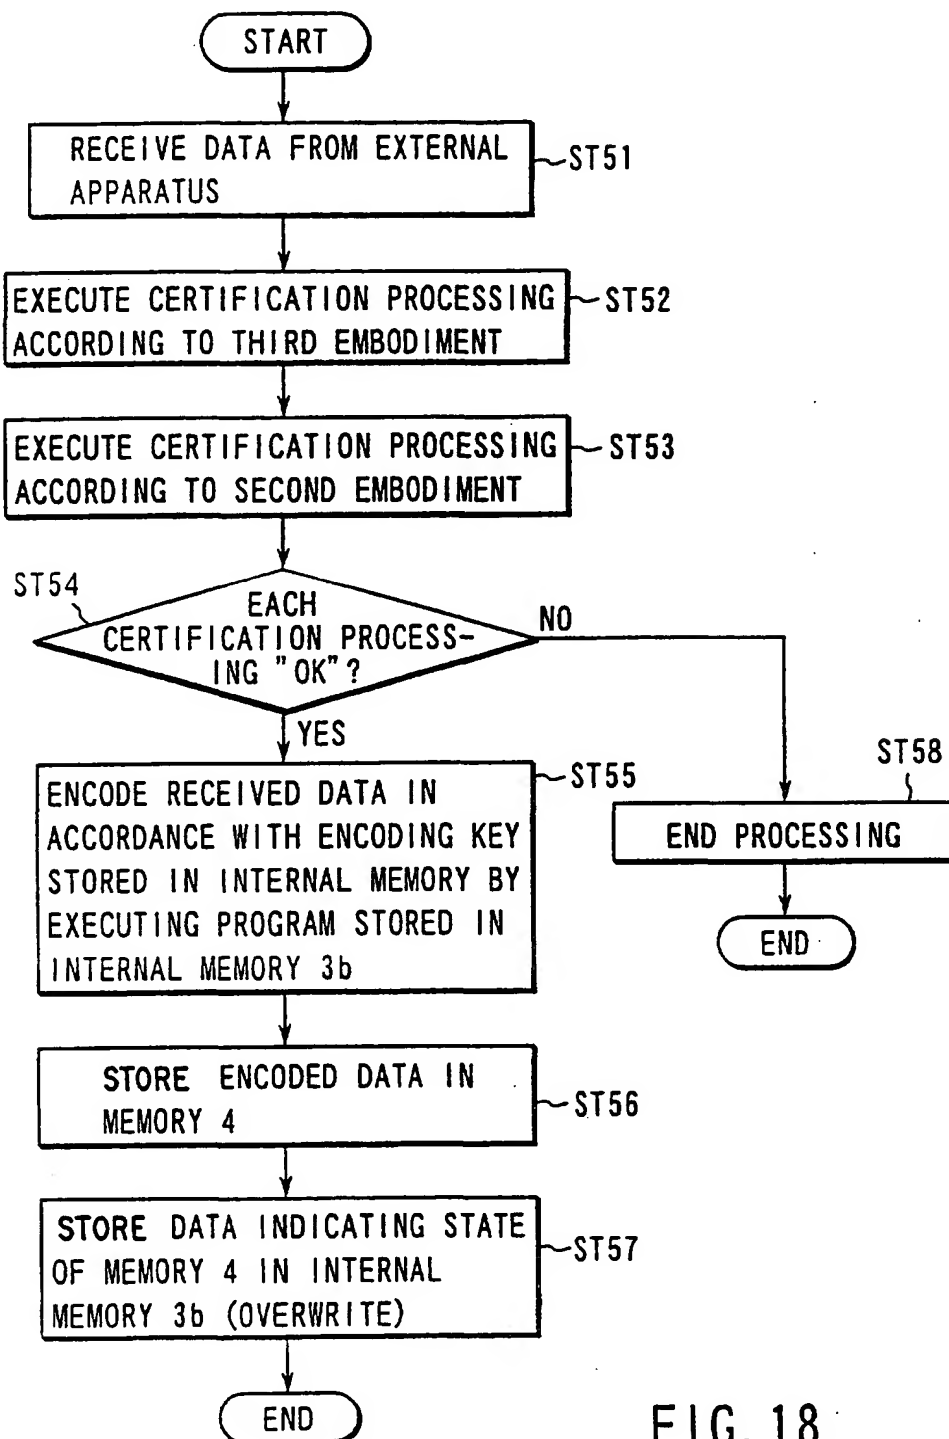 START
RECEIVE DATA FROM EXTERNAL
APPARATUS
ST51
EXECUTE CERTIFICATION PROCESSING
ACCORDING TO THIRD EMBODIMENT
ST52
EXECUTE CERTIFICATION PROCESSING
ACCORDING TO SECOND EMBODIMENT
ST53
ST54
EACH
CERTIFICATION PROCESS-
ING "OK"?
NO
YES
ENCODE RECEIVED DATA IN
ACCORDANCE WITH ENCODING KEY
STORED IN INTERNAL MEMORY BY
EXECUTING PROGRAM STORED IN
INTERNAL MEMORY 3b
ST55
ST58
END PROCESSING
END
STORE ENCODED DATA IN
MEMORY 4
ST56
STORE DATA INDICATING STATE
OF MEMORY 4 IN INTERNAL
MEMORY 3b (OVERWRITE)
ST57
END
FIG. 18